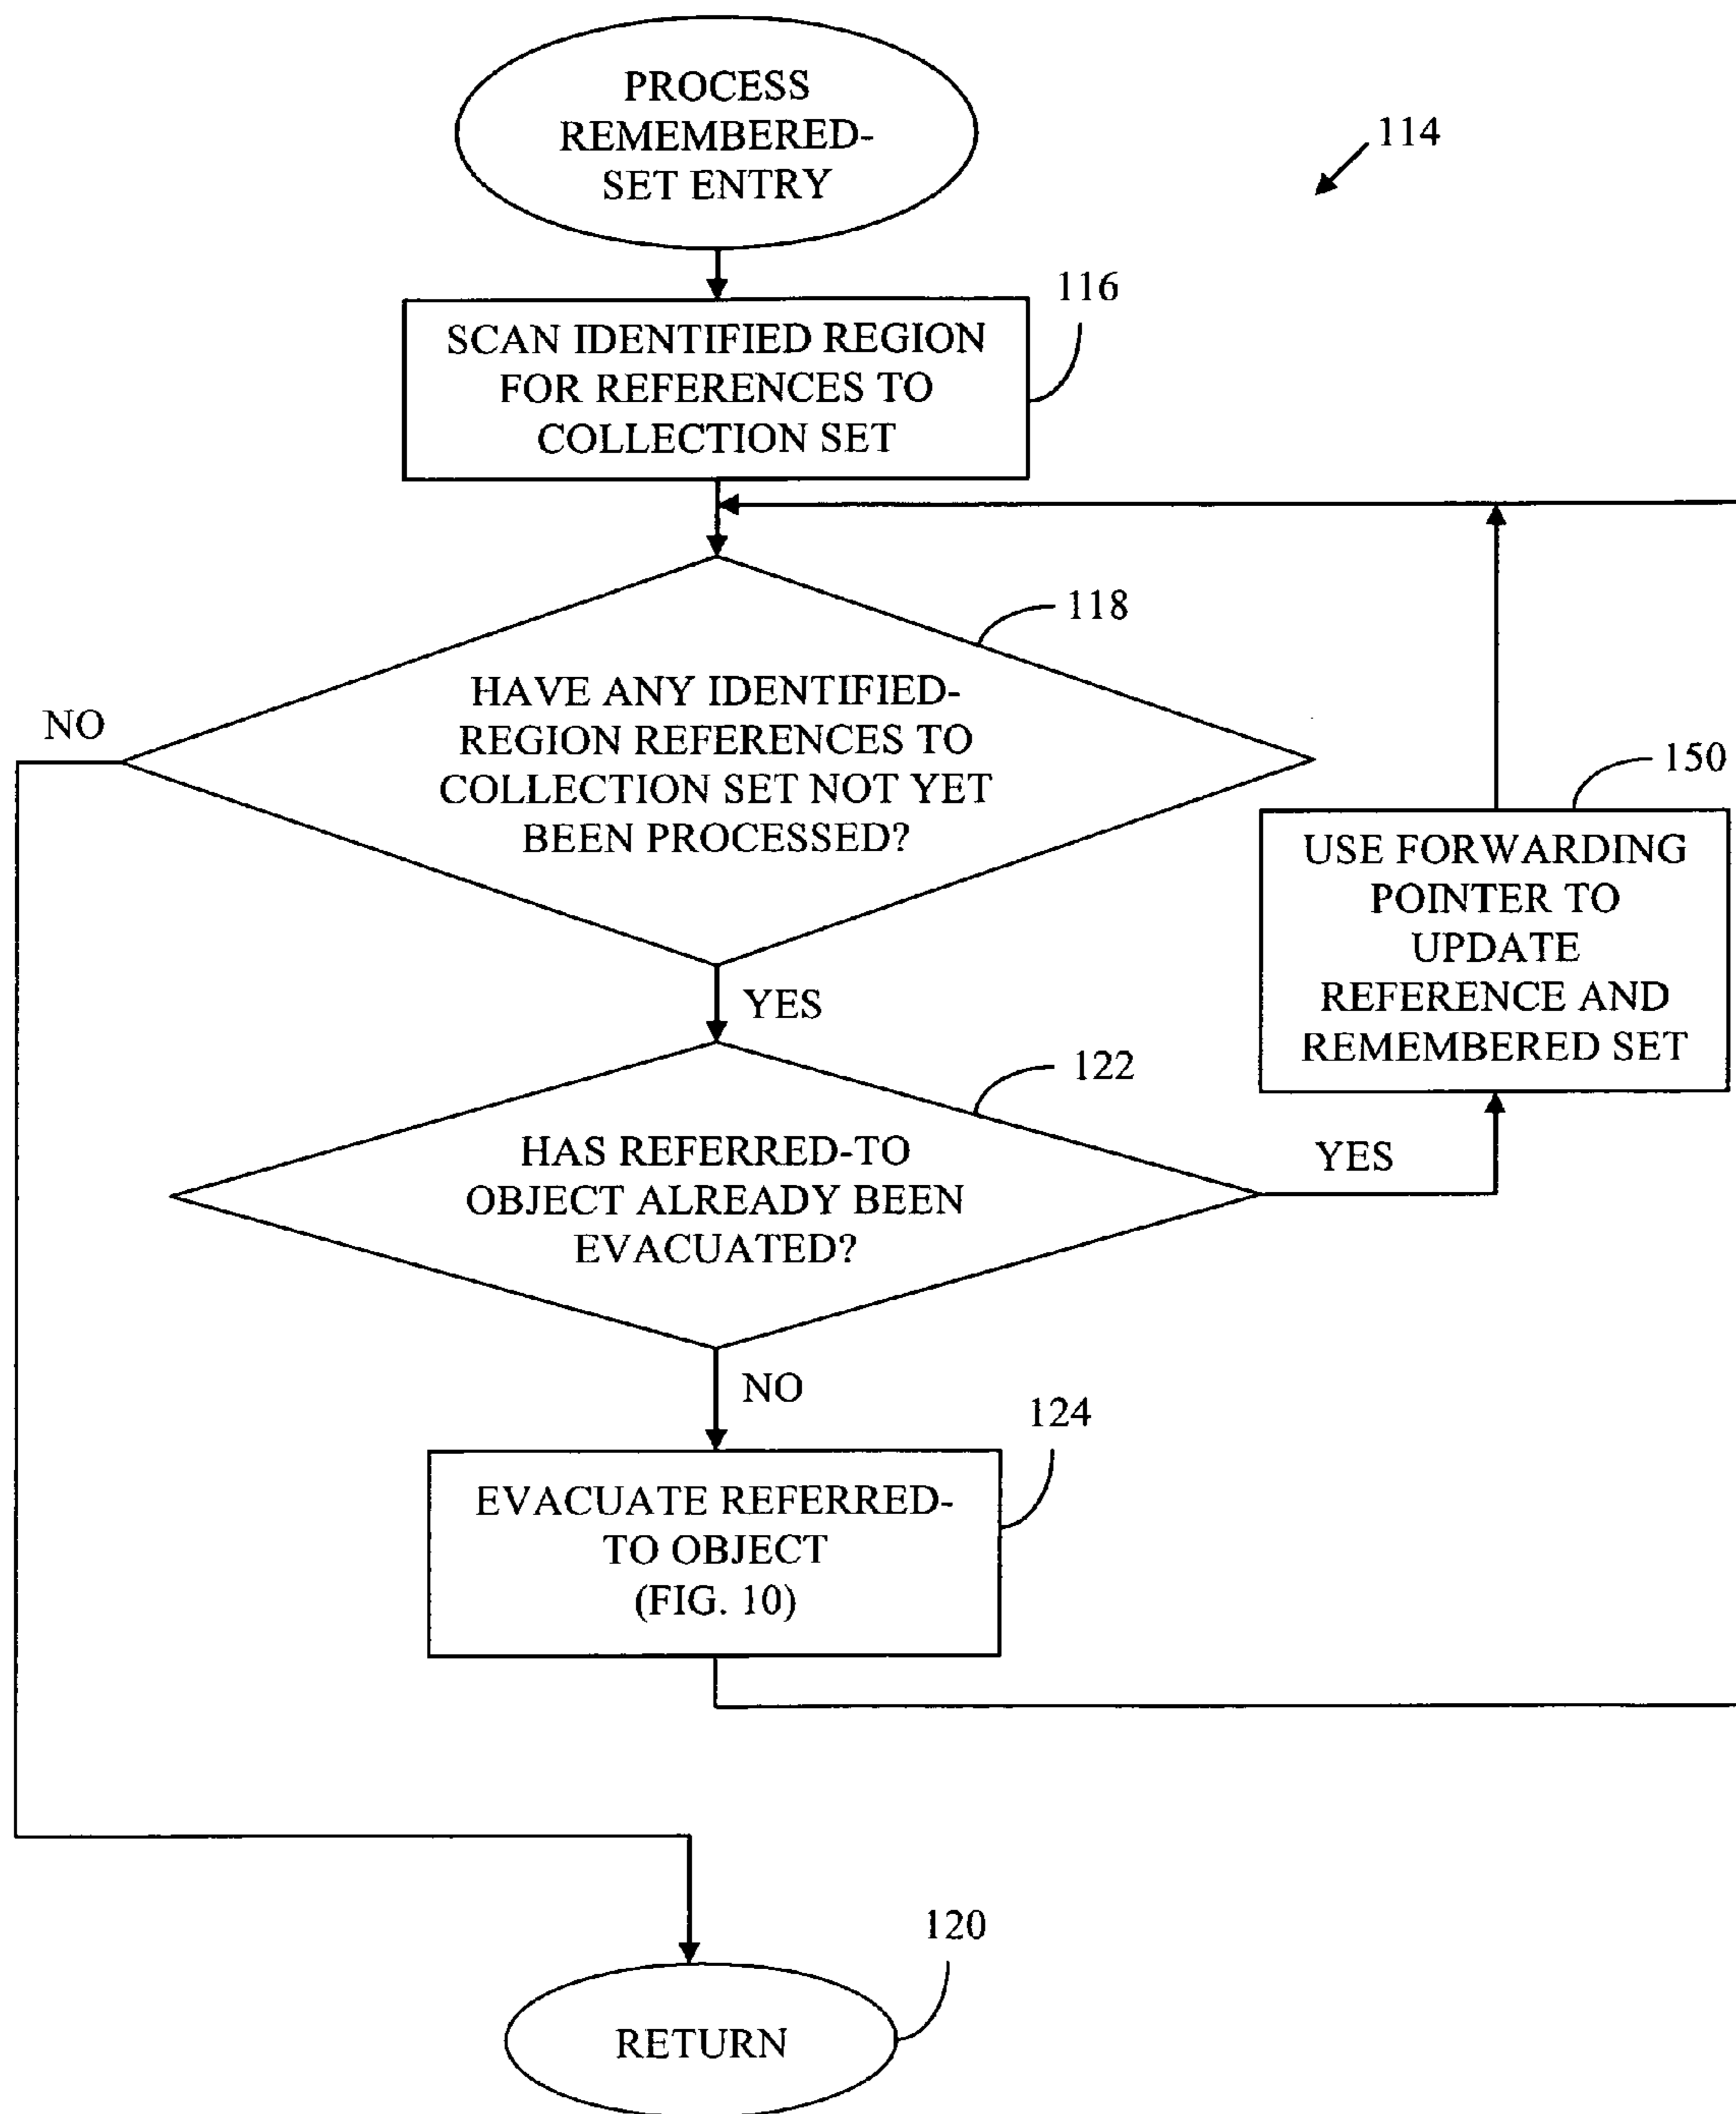 PROCESS
REMEMBERED-
SET ENTRY
114
116
SCAN IDENTIFIED REGION
FOR REFERENCES TO
COLLECTION SET
118
HAVE ANY IDENTIFIED-
REGION REFERENCES TO
COLLECTION SET NOT YET
BEEN PROCESSED?
NO
YES
150
USE FORWARDING
POINTER TO
UPDATE
REFERENCE AND
REMEMBERED SET
122
HAS REFERRED-TO
OBJECT ALREADY BEEN
EVACUATED?
YES
NO
124
EVACUATE REFERRED-
TO OBJECT
(FIG. 10)
120
RETURN